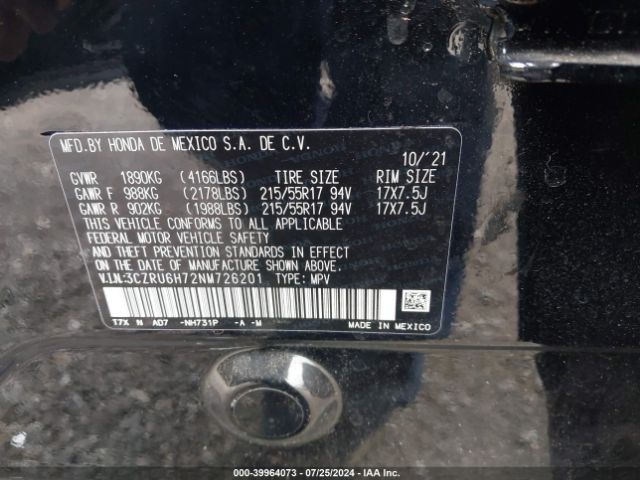 MFD.BY HONDA DE MEXICO S.A. DE C.V.
10/'21
GVWR 1890KG (4166LBS) TIRE SIZE RIM SIZE
GAWR F 988KG (2178LBS) 215/55R17 94V 17X7.5J
GAWR R 902KG (1988LBS) 215/55R17 94V 17X7.5J
THIS VEHICLE CONFORMS TO ALL APPLICABLE
FEDERAL MOTOR VEHICLE SAFETY
AND THEFT PREVENTION STANDARDS IN EFFECT
ON THE DATE OF MANUFACTURE SHOWN ABOVE.
V.I.N:3CZRU6H72NM726201 TYPE: MPV
T7X N AD7 -NH731P -A -M
MADE IN MEXICO
000-39964073 / 07/25/2024 - IAA Inc.